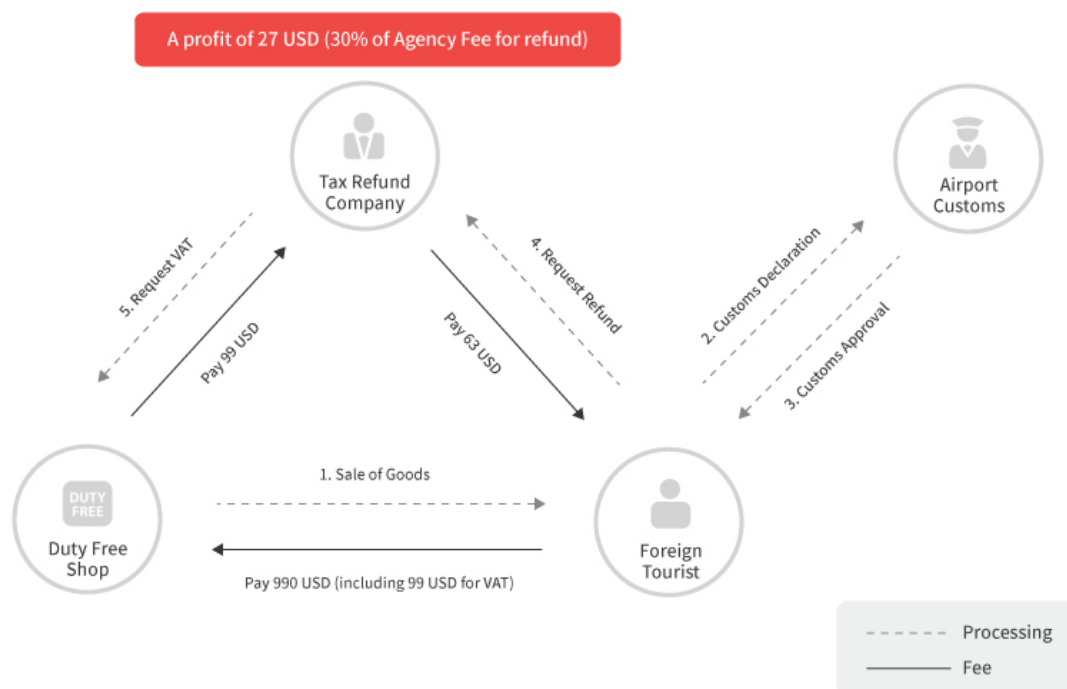 A profit of 27 USD (30% of Agency Fee for refund)
Tax Refund
Company
Airport
Customs
5. Request VAT
Pay 99 USD
4. Request Refund
Pay 63 USD
2. Customs Declaration
3. Customs Approval
1. Sale of Goods
DUTY
FREE
Duty Free
Shop
Foreign
Tourist
Pay 990 USD (including 99 USD for VAT)
Processing
Fee